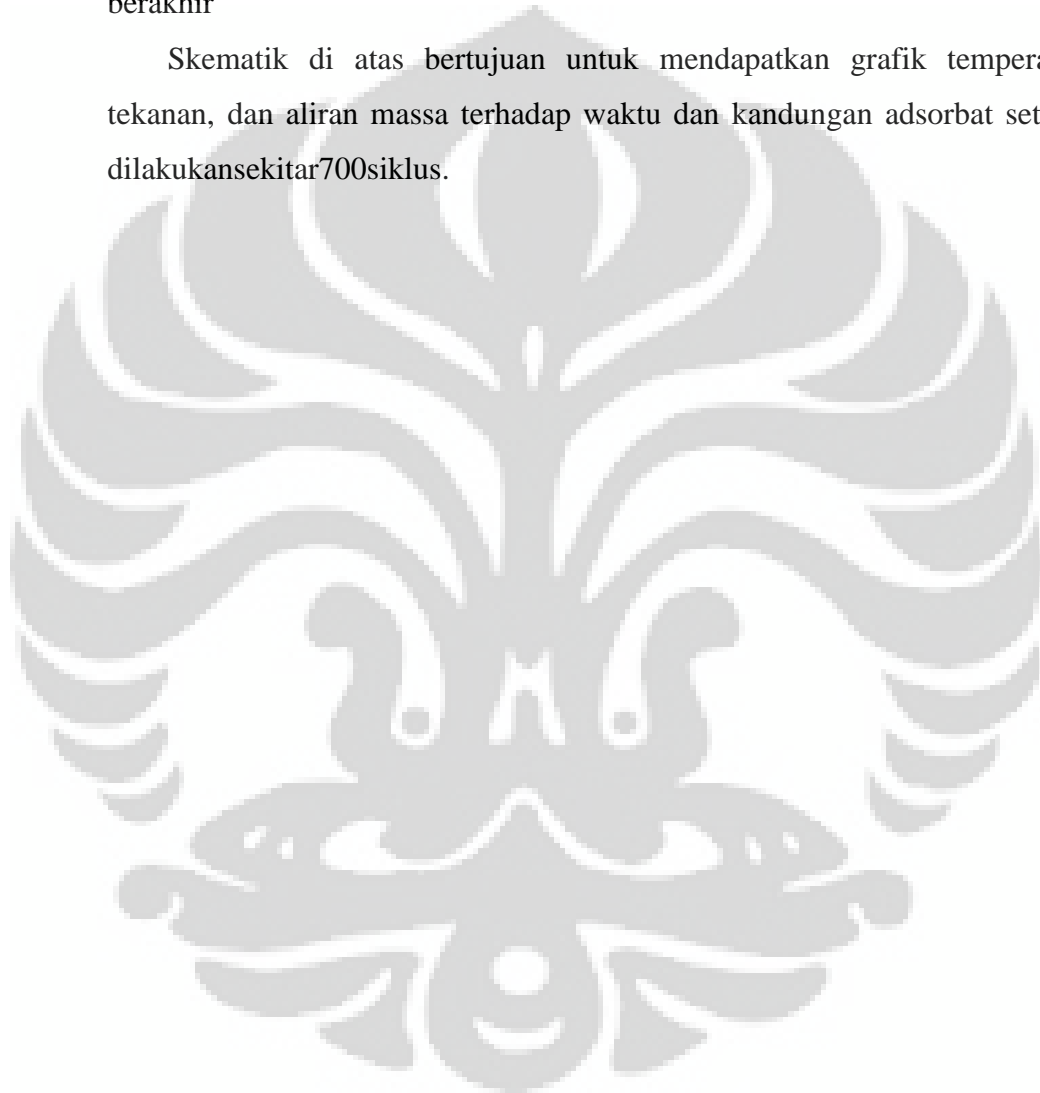 berakhir
Skematik di atas bertujuan untuk mendapatkan grafik tempera
tekanan, dan aliran massa terhadap waktu dan kandungan adsorbat set
dilakukansekitar700siklus.